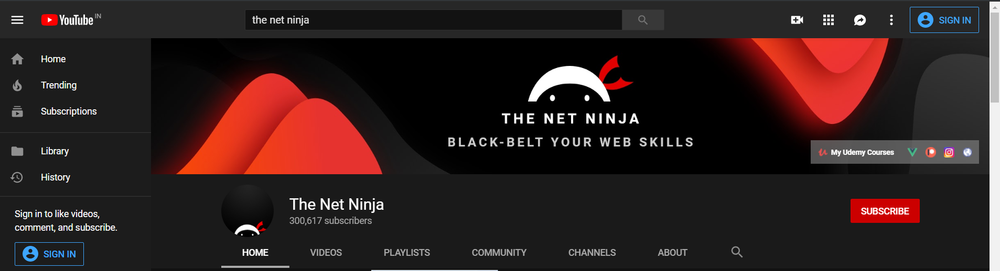 YouTube IN
the net ninja
SIGN IN
Home
Trending
Subscriptions
Library
History
Sign in to like videos,
comment, and subscribe.
SIGN IN
THE NET NINJA
BLACK-BELT YOUR WEB SKILLS
My Udemy Courses
The Net Ninja
300,617 subscribers
SUBSCRIBE
HOME VIDEOS PLAYLISTS COMMUNITY CHANNELS ABOUT